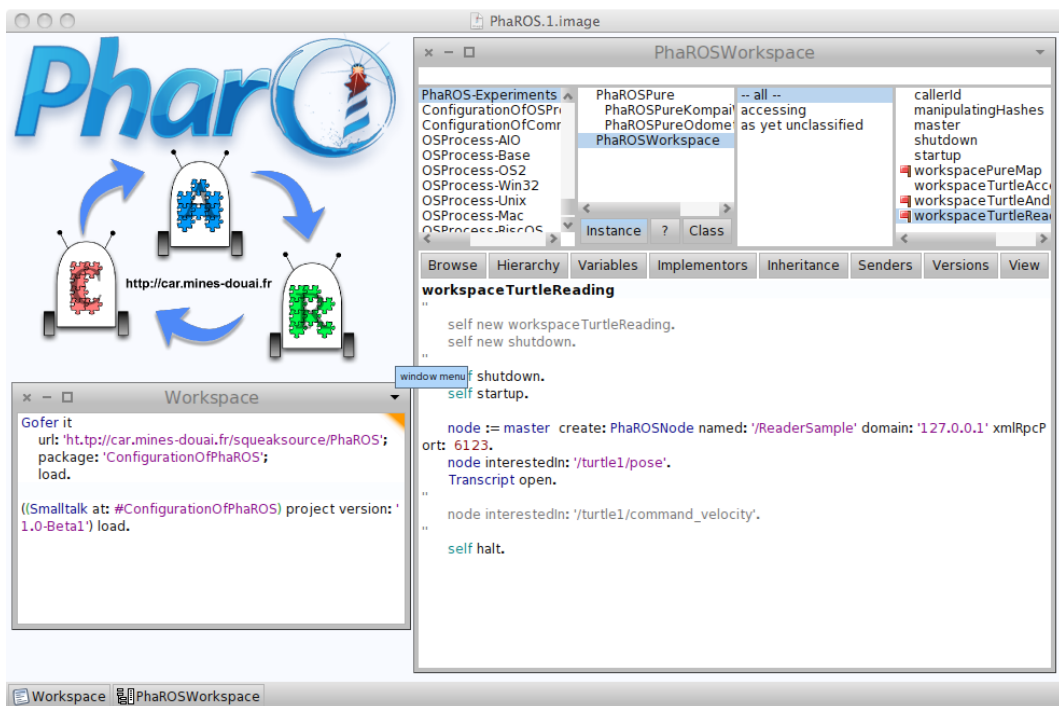 PhaROS.1.image
Pharo
A
C
R
http://car.mines-douai.fr
Workspace
Gofer it
url: 'ht.tp://car.mines-douai.fr/squeaksource/PhaROS';
package: 'ConfigurationOfPhaROS';
load.
((Smalltalk at: #ConfigurationOfPhaROS) project version: '
1.0-Beta1') load.
PhaROSWorkspace
PhaROS-Experiments
ConfigurationOfOSPr
ConfigurationOfComr
OSProcess-AIO
OSProcess-Base
OSProcess-OS2
OSProcess-Win32
OSProcess-Unix
OSProcess-Mac
OSProcess-RiscOS
PhaROSPure
PhaROSPureKompai
PhaROSPureOdome
PhaROSWorkspace
Instance ? Class
-- all --
accessing
as yet unclassified
callerId
manipulatingHashes
master
shutdown
startup
workspacePureMap
workspaceTurtleAcc
workspaceTurtleAnd
workspaceTurtleRea
Browse Hierarchy Variables Implementors Inheritance Senders Versions View
workspaceTurtleReading
"
self new workspaceTurtleReading.
self new shutdown.
"
window menu
f shutdown.
self startup.
node := master create: PhaROSNode named: '/ReaderSample' domain: '127.0.0.1' xmlRpcP
ort: 6123.
node interestedIn: '/turtle1/pose'.
Transcript open.
"
node interestedIn: '/turtle1/command_velocity'.
"
self halt.
Workspace PhaROSWorkspace